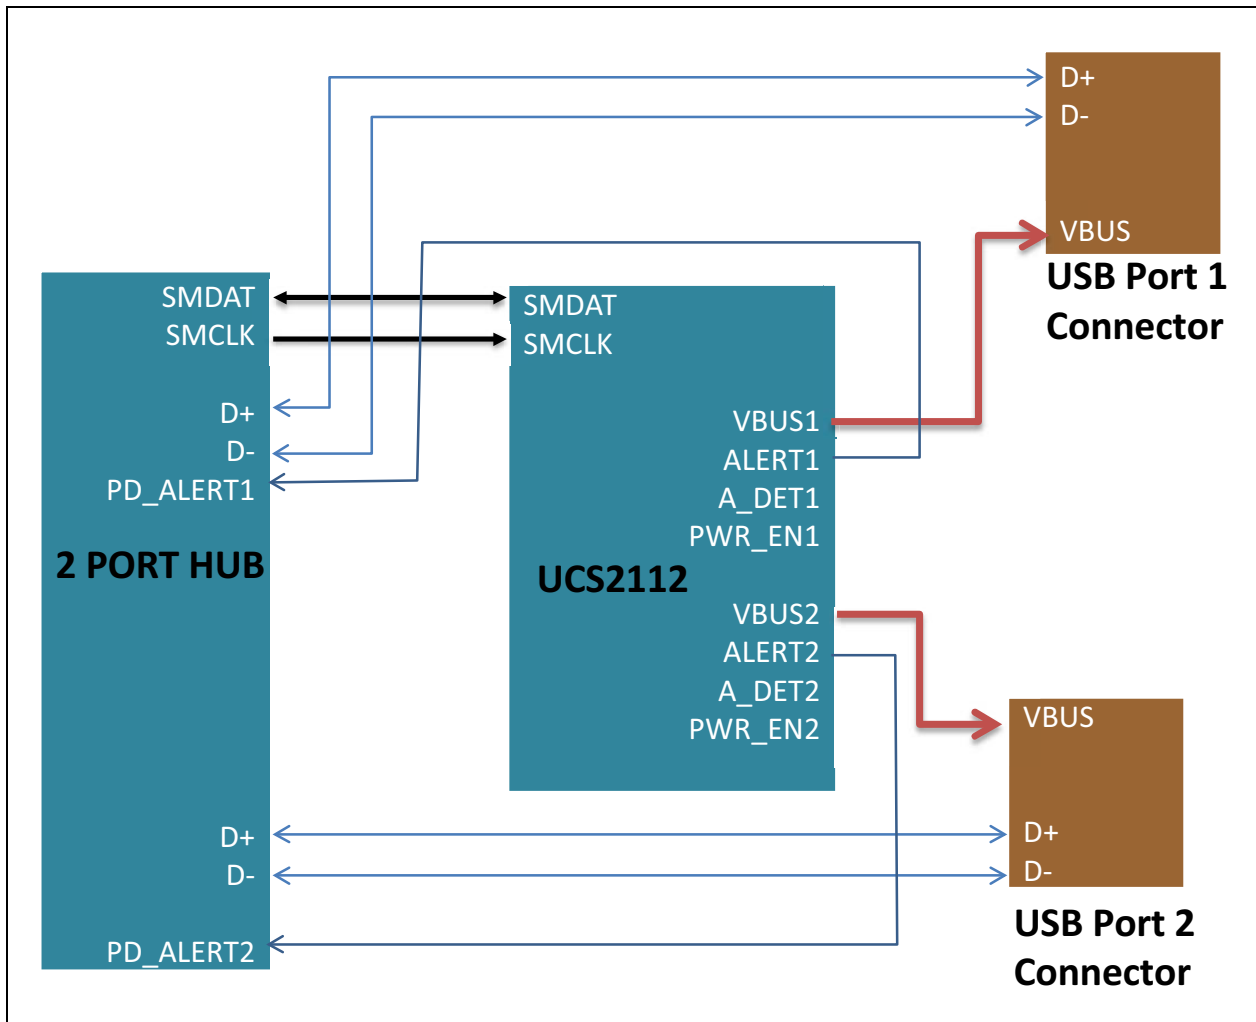 D+
D-
VBUS
USB Port 1
Connector
SMDAT
SMCLK
D+
D-
PD_ALERT1
2 PORT HUB
D+
D-
PD_ALERT2
SMDAT
SMCLK
VBUS1
ALERT1
A_DET1
PWR_EN1
UCS2112
VBUS2
ALERT2
A_DET2
PWR_EN2
VBUS
D+
D-
USB Port 2
Connector